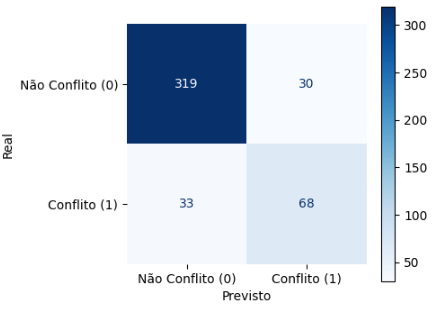 Real
Não Conflito (0)
319
30
Conflito (1)
33
68
Não Conflito (0)
Conflito (1)
Previsto
300
250
200
150
100
50